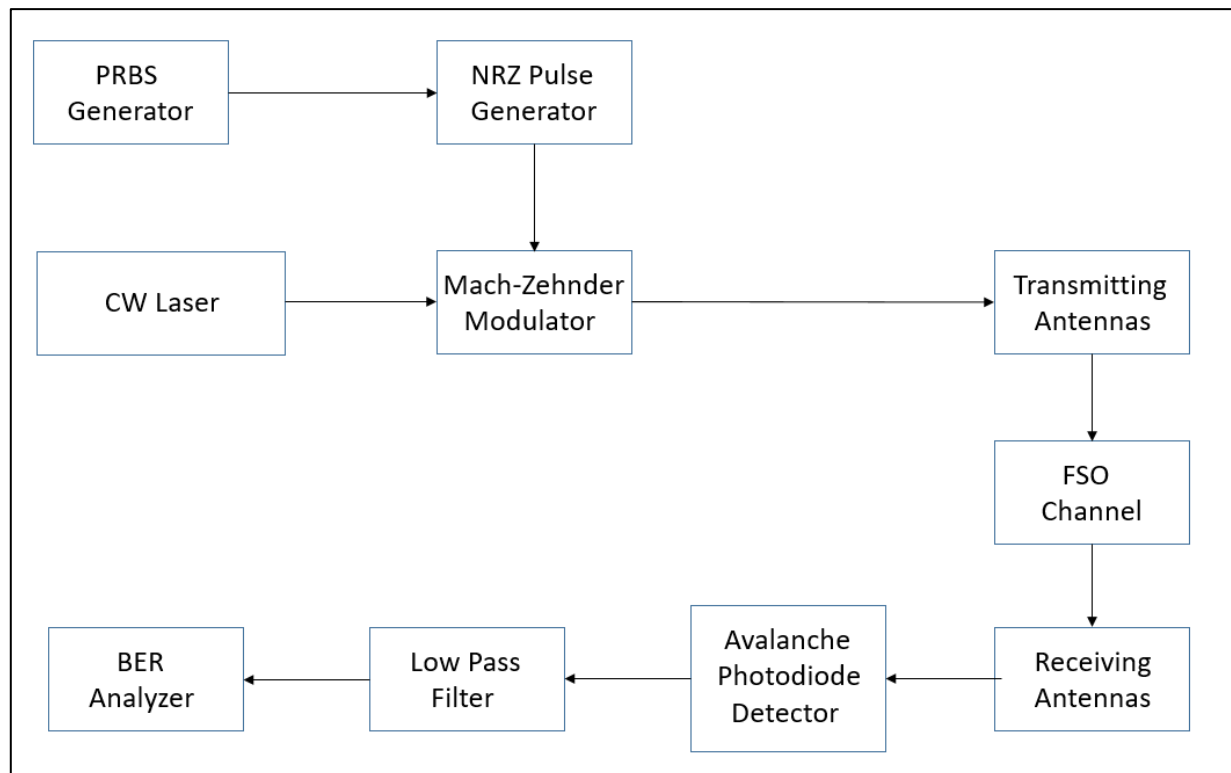 PRBS
Generator
NRZ Pulse
Generator
CW Laser
Mach-Zehnder
Modulator
Transmitting
Antennas
FSO
Channel
BER
Analyzer
Low Pass
Filter
Avalanche
Photodiode
Detector
Receiving
Antennas